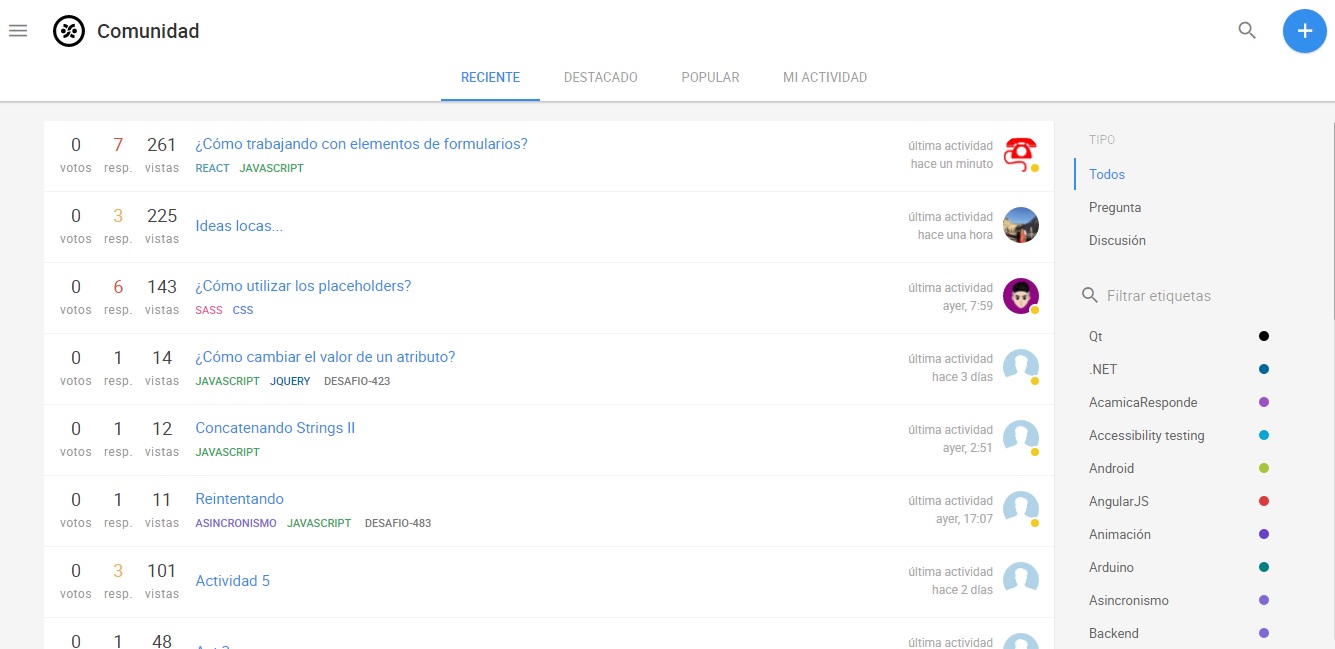 Comunidad
RECIENTE DESTACADO POPULAR MI ACTIVIDAD
0 7 261 ¿Cómo trabajando con elementos de formularios?
votos resp. vistas REACT JAVASCRIPT
última actividad
hace un minuto
0 3 225 Ideas locas...
votos resp. vistas
última actividad
hace una hora
0 6 143 ¿Cómo utilizar los placeholders?
votos resp. vistas SASS CSS
última actividad
ayer, 7:59
0 1 14 ¿Cómo cambiar el valor de un atributo?
votos resp. vistas JAVASCRIPT JQUERY DESAFIO-423
última actividad
hace 3 días
0 1 12 Concatenando Strings II
votos resp. vistas JAVASCRIPT
última actividad
ayer, 2:51
0 1 11 Reintentando
votos resp. vistas ASINCRONISMO JAVASCRIPT DESAFIO-483
última actividad
ayer, 17:07
0 3 101 Actividad 5
votos resp. vistas
última actividad
hace 2 días
0 1 48
última actividad
TIPO
Todos
Pregunta
Discusión
Filtrar etiquetas
Qt
.NET
AcamicaResponde
Accessibility testing
Android
AngularJS
Animación
Arduino
Asincronismo
Backend